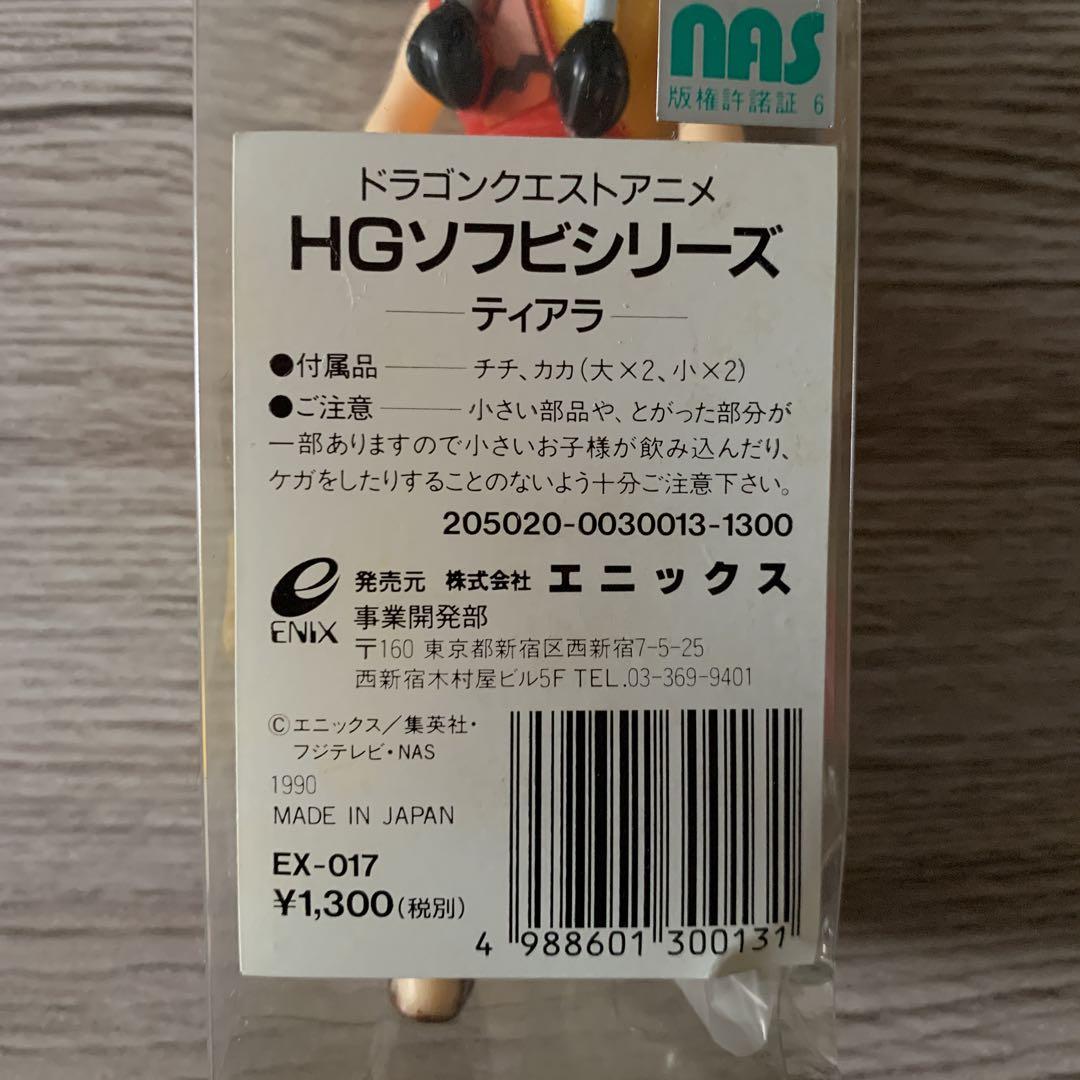 nas
版権許諾証 6
ドラゴンクエストアニメ
HGソフビシリーズ
ティアラ
●付属品 ―― チチ、カカ(大×2、小×2)
●ご注意 ―― 小さい部品や、とがった部分が
一部ありますので小さいお子様が飲み込んだり、
ケガをしたりすることのないよう十分ご注意下さい。
205020-0030013-1300
e ENIX
発売元 株式会社 エニックス
事業開発部
〒160 東京都新宿区西新宿7-5-25
西新宿木村屋ビル5F TEL.03-369-9401
©エニックス/集英社・
フジテレビ・NAS
1990
MADE IN JAPAN
EX-017
¥1,300(税別)
4 988601 300131